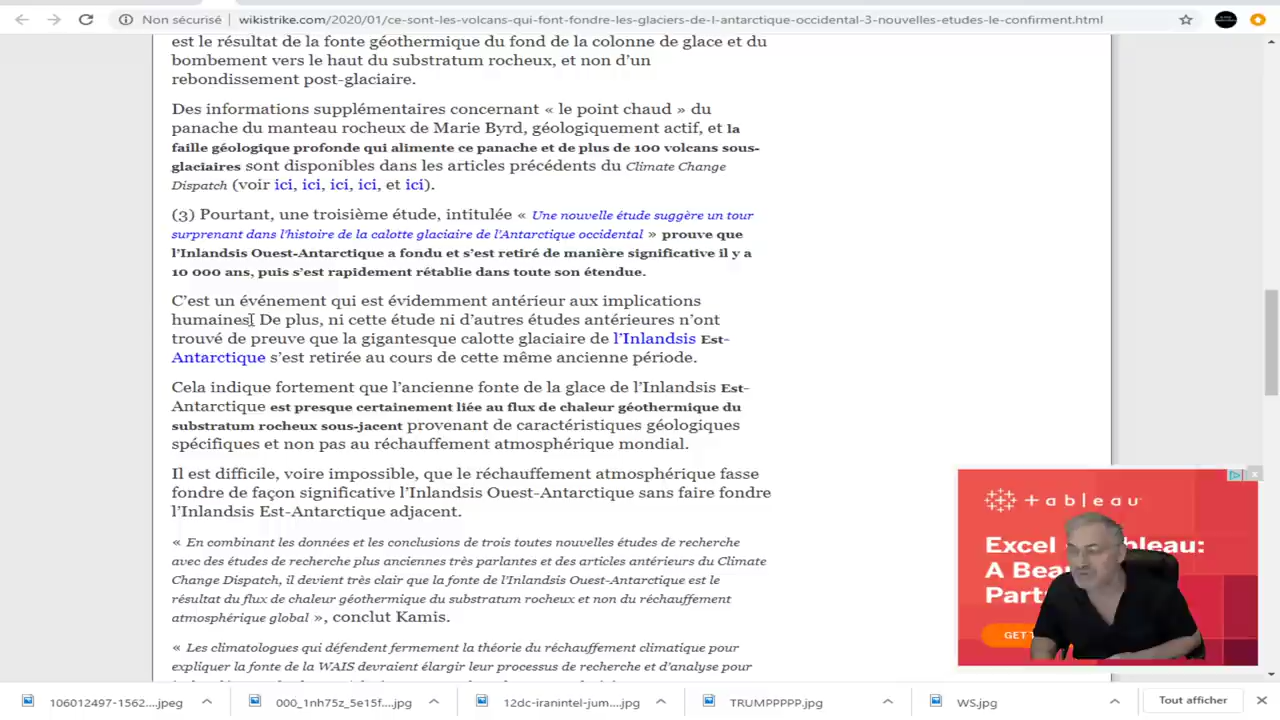 Non sécurisé | wikistrike.com/2020/01/ce-sont-les-volcans-qui-font-fondre-les-glaciers-de-l-antarctique-occidental-3-nouvelles-etudes-le-confirment.html
est le résultat de la fonte géothermique du fond de la colonne de glace et du
bombement vers le haut du substratum rocheux, et non d’un
rebondissement post-glaciaire.
Des informations supplémentaires concernant « le point chaud » du
panache du manteau rocheux de Marie Byrd, géologiquement actif, et la
faille géologique profonde qui alimente ce panache et de plus de 100 volcans sous-
glaciaires sont disponibles dans les articles précédents du Climate Change
Dispatch (voir ici, ici, ici, ici, et ici).
(3) Pourtant, une troisième étude, intitulée « Une nouvelle étude suggère un tour
surprenant dans l’histoire de la calotte glaciaire de l’Antarctique occidental » prouve que
l’Inlandsis Ouest-Antarctique a fondu et s’est retiré de manière significative il y a
10 000 ans, puis s’est rapidement rétablie dans toute son étendue.
C’est un événement qui est évidemment antérieur aux implications
humaines. De plus, ni cette étude ni d’autres études antérieures n’ont
trouvé de preuve que la gigantesque calotte glaciaire de l’Inlandsis Est-
Antarctique s’est retirée au cours de cette même ancienne période.
Cela indique fortement que l’ancienne fonte de la glace de l’Inlandsis Est-
Antarctique est presque certainement liée au flux de chaleur géothermique du
substratum rocheux sous-jacent provenant de caractéristiques géologiques
spécifiques et non pas au réchauffement atmosphérique mondial.
Il est difficile, voire impossible, que le réchauffement atmosphérique fasse
fondre de façon significative l’Inlandsis Ouest-Antarctique sans faire fondre
l’Inlandsis Est-Antarctique adjacent.
« En combinant les données et les conclusions de trois toutes nouvelles études de recherche
avec des études de recherche plus anciennes très parlantes et des articles antérieurs du Climate
Change Dispatch, il devient très clair que la fonte de l’Inlandsis Ouest-Antarctique est le
résultat du flux de chaleur géothermique du substratum rocheux et non du réchauffement
atmosphérique global », conclut Kamis.
« Les climatologues qui défendent fermement la théorie du réchauffement climatique pour
expliquer la fonte de la WAIS devraient élargir leur processus de recherche et d’analyse pour
+ a b l e a u
Excel
Tableau:
A Bea
Part
GET
106012497-1562....jpeg
000_1nh75z_5e15f....jpg
12dc-iranintel-jum....jpg
TRUMPPPPP.jpg
WS.jpg
Tout afficher